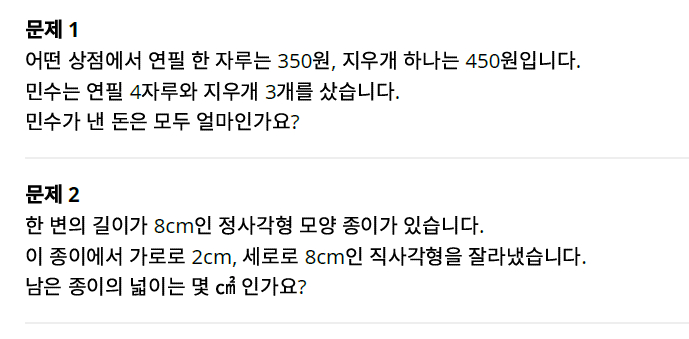 문제 1
어떤 상점에서 연필 한 자루는 350원, 지우개 하나는 450원입니다.
민수는 연필 4자루와 지우개 3개를 샀습니다.
민수가 낸 돈은 모두 얼마인가요?
문제 2
한 변의 길이가 8cm인 정사각형 모양 종이가 있습니다.
이 종이에서 가로로 2cm, 세로로 8cm인 직사각형을 잘라냈습니다.
남은 종이의 넓이는 몇 ㎠ 인가요?